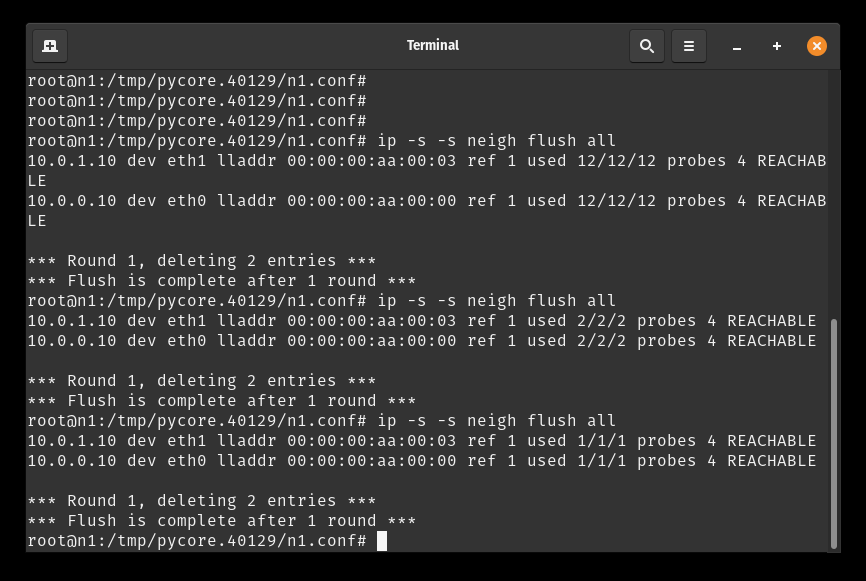 Terminal
root@n1:/tmp/pycore.40129/n1.conf#
root@n1:/tmp/pycore.40129/n1.conf#
root@n1:/tmp/pycore.40129/n1.conf#
root@n1:/tmp/pycore.40129/n1.conf# ip -s -s neigh flush all
10.0.1.10 dev eth1 lladdr 00:00:00:aa:00:03 ref 1 used 12/12/12 probes 4 REACHAB
LE
10.0.0.10 dev eth0 lladdr 00:00:00:aa:00:00 ref 1 used 12/12/12 probes 4 REACHAB
LE
*** Round 1, deleting 2 entries ***
*** Flush is complete after 1 round ***
root@n1:/tmp/pycore.40129/n1.conf# ip -s -s neigh flush all
10.0.1.10 dev eth1 lladdr 00:00:00:aa:00:03 ref 1 used 2/2/2 probes 4 REACHABLE
10.0.0.10 dev eth0 lladdr 00:00:00:aa:00:00 ref 1 used 2/2/2 probes 4 REACHABLE
*** Round 1, deleting 2 entries ***
*** Flush is complete after 1 round ***
root@n1:/tmp/pycore.40129/n1.conf# ip -s -s neigh flush all
10.0.1.10 dev eth1 lladdr 00:00:00:aa:00:03 ref 1 used 1/1/1 probes 4 REACHABLE
10.0.0.10 dev eth0 lladdr 00:00:00:aa:00:00 ref 1 used 1/1/1 probes 4 REACHABLE
*** Round 1, deleting 2 entries ***
*** Flush is complete after 1 round ***
root@n1:/tmp/pycore.40129/n1.conf#